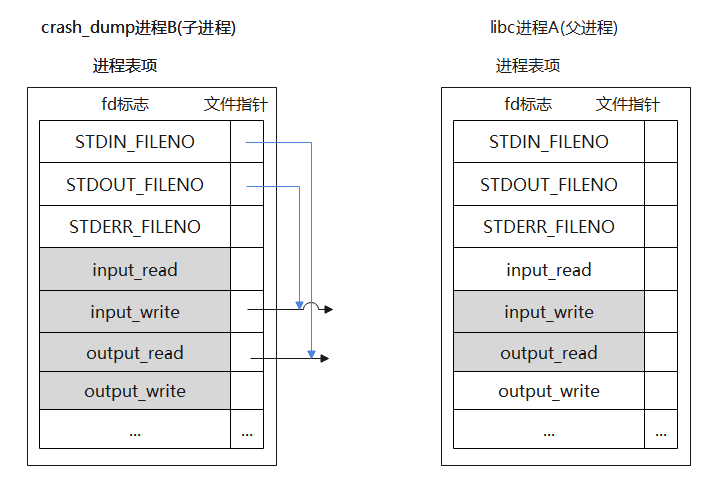 crash_dump进程B(子进程)
进程表项
fd标志 文件指针
STDIN_FILENO
STDOUT_FILENO
STDERR_FILENO
input_read
input_write
output_read
output_write
... ...
libc进程A(父进程)
进程表项
fd标志 文件指针
STDIN_FILENO
STDOUT_FILENO
STDERR_FILENO
input_read
input_write
output_read
output_write
... ...